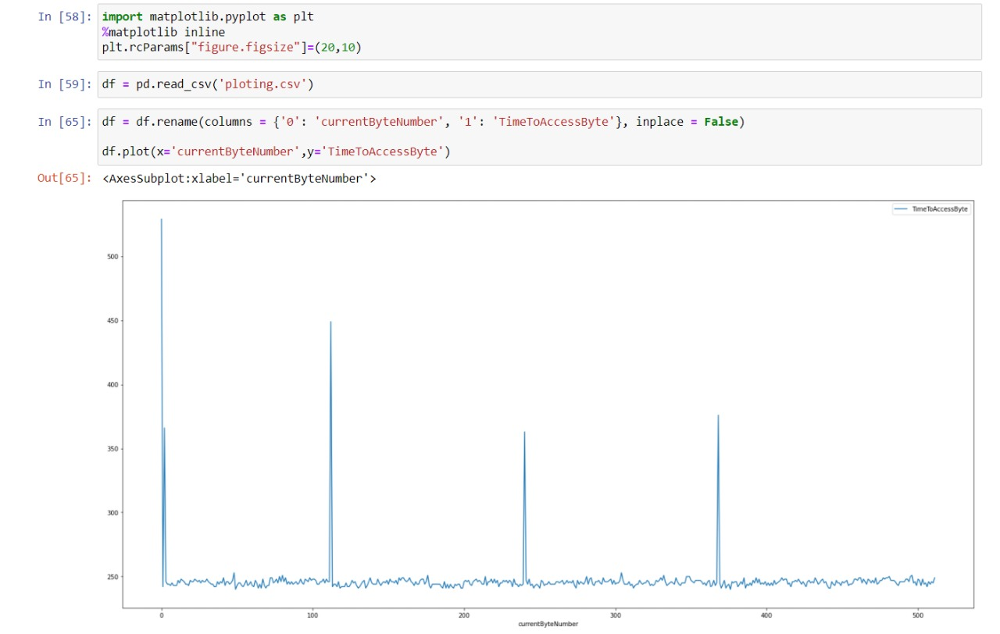 In [58]: import matplotlib.pyplot as plt
%matplotlib inline
plt.rcParams["figure.figsize"]=(20,10)
In [59]: df = pd.read_csv('ploting.csv')
In [65]: df = df.rename(columns = {'0': 'currentByteNumber', '1': 'TimeToAccessByte'}, inplace = False)
df.plot(x='currentByteNumber',y='TimeToAccessByte')
Out[65]: <AxesSubplot:xlabel='currentByteNumber'>
TimeToAccessByte
500
450
400
350
300
250
0 100 200 300 400 500
currentByteNumber